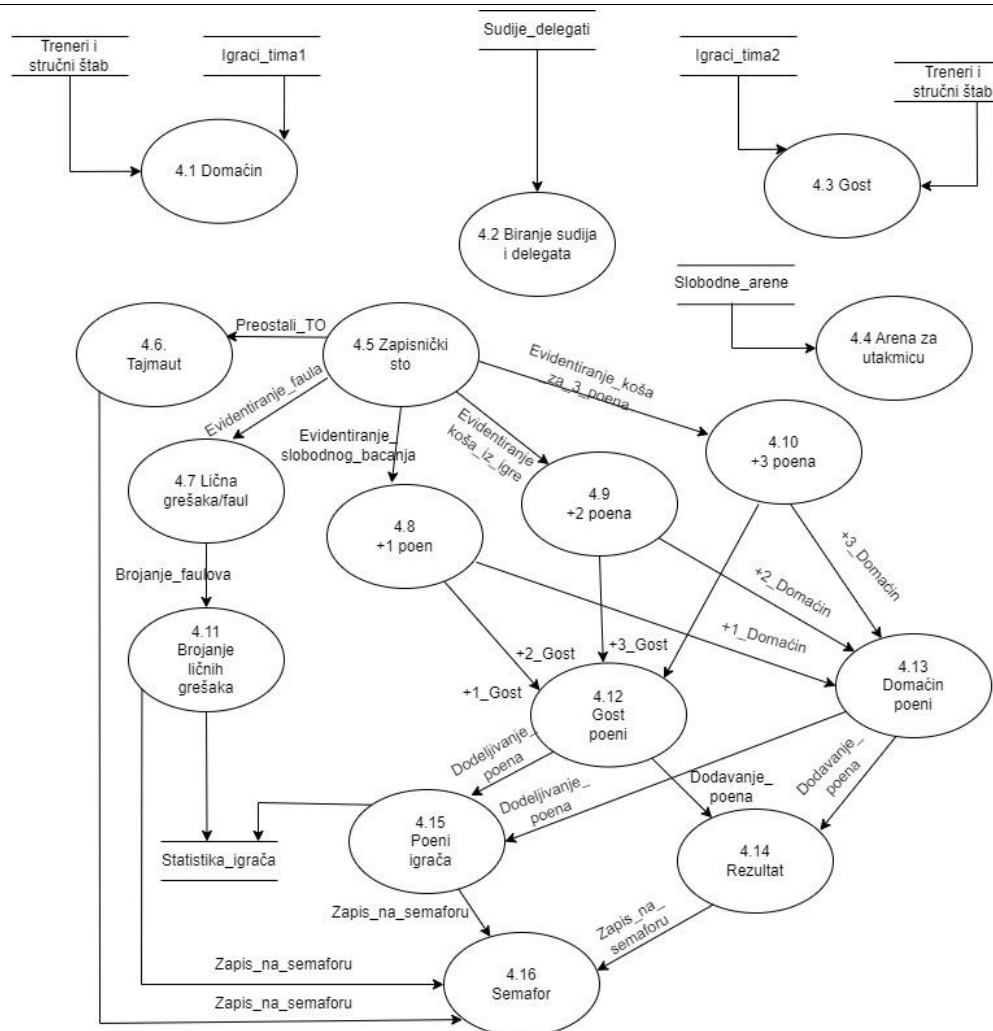 Treneri i
stručni štab
Igraci_tima1
Sudije_delegati
Igraci_tima2
Treneri i
stručni štab
4.1 Domaćin
4.3 Gost
4.2 Biranje sudija
i delegata
Slobodne_arene
4.4 Arena za
utakmicu
4.6.
Tajmaut
Preostali_TO
4.5 Zapisnički
sto
Evidentiranje_koša
_za_3_poena
Evidentiranje_faula
Evidentiranje_
slobodnog_bacanja
Evidentiranje_
koša_iz_igre
4.10
+3 poena
4.7 Lična
grešaka/faul
4.8
+1 poen
4.9
+2 poena
Brojanje_faulova
+3_Domaćin
+2_Domaćin
+1_Domaćin
4.11
Brojanje
ličnih
grešaka
+2_Gost
+3_Gost
+1_Gost
4.12
Gost
poeni
4.13
Domaćin
poeni
Dodeljivanje_
poena
Dodeljivanje_
poena
Dodavanje_
poena
Dodavanje_
poena
4.15
Poeni
igrača
4.14
Rezultat
Statistika_igrača
Zapis_na_semaforu
Zapis_na_
semaforu
Zapis_na_semaforu
Zapis_na_semaforu
4.16
Semafor